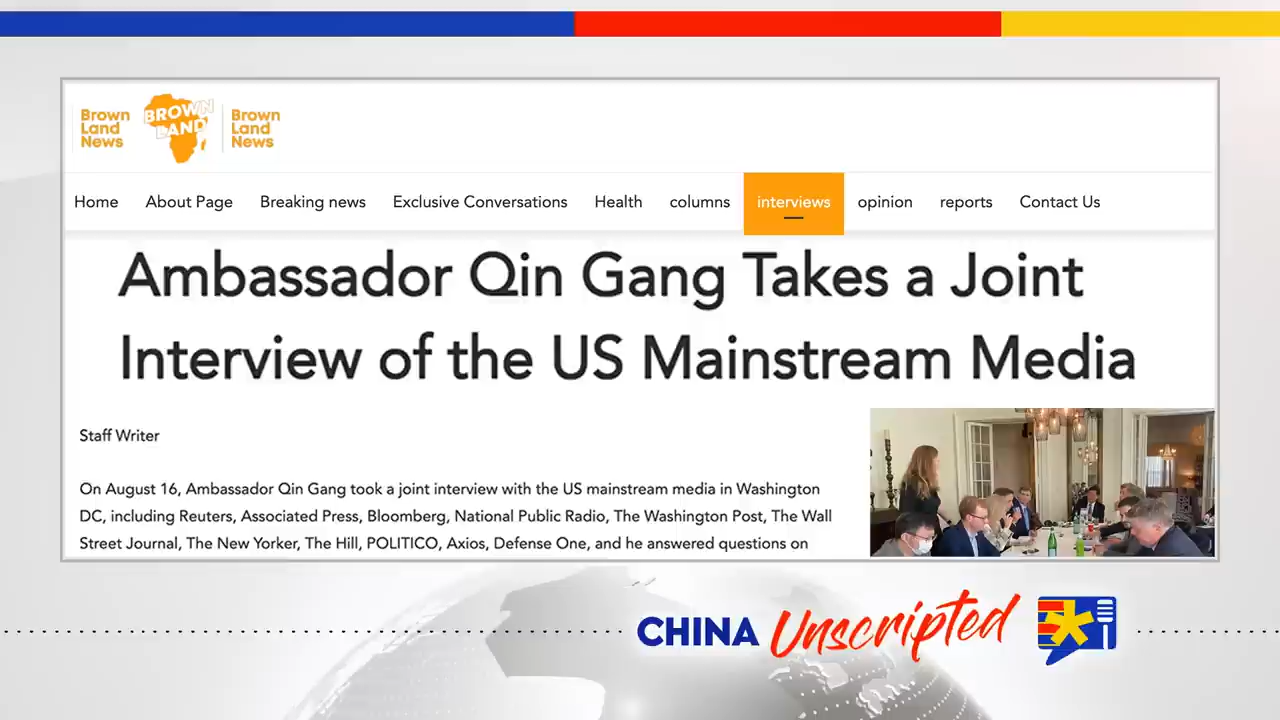 Brown
Land
News
BROWN
LAND
Brown
Land
News
Home About Page Breaking news Exclusive Conversations Health columns interviews opinion reports Contact Us
Ambassador Qin Gang Takes a Joint
Interview of the US Mainstream Media
Staff Writer
On August 16, Ambassador Qin Gang took a joint interview with the US mainstream media in Washington
DC, including Reuters, Associated Press, Bloomberg, National Public Radio, The Washington Post, The Wall
Street Journal, The New Yorker, The Hill, POLITICO, Axios, Defense One, and he answered questions on
CHINA Unscripted